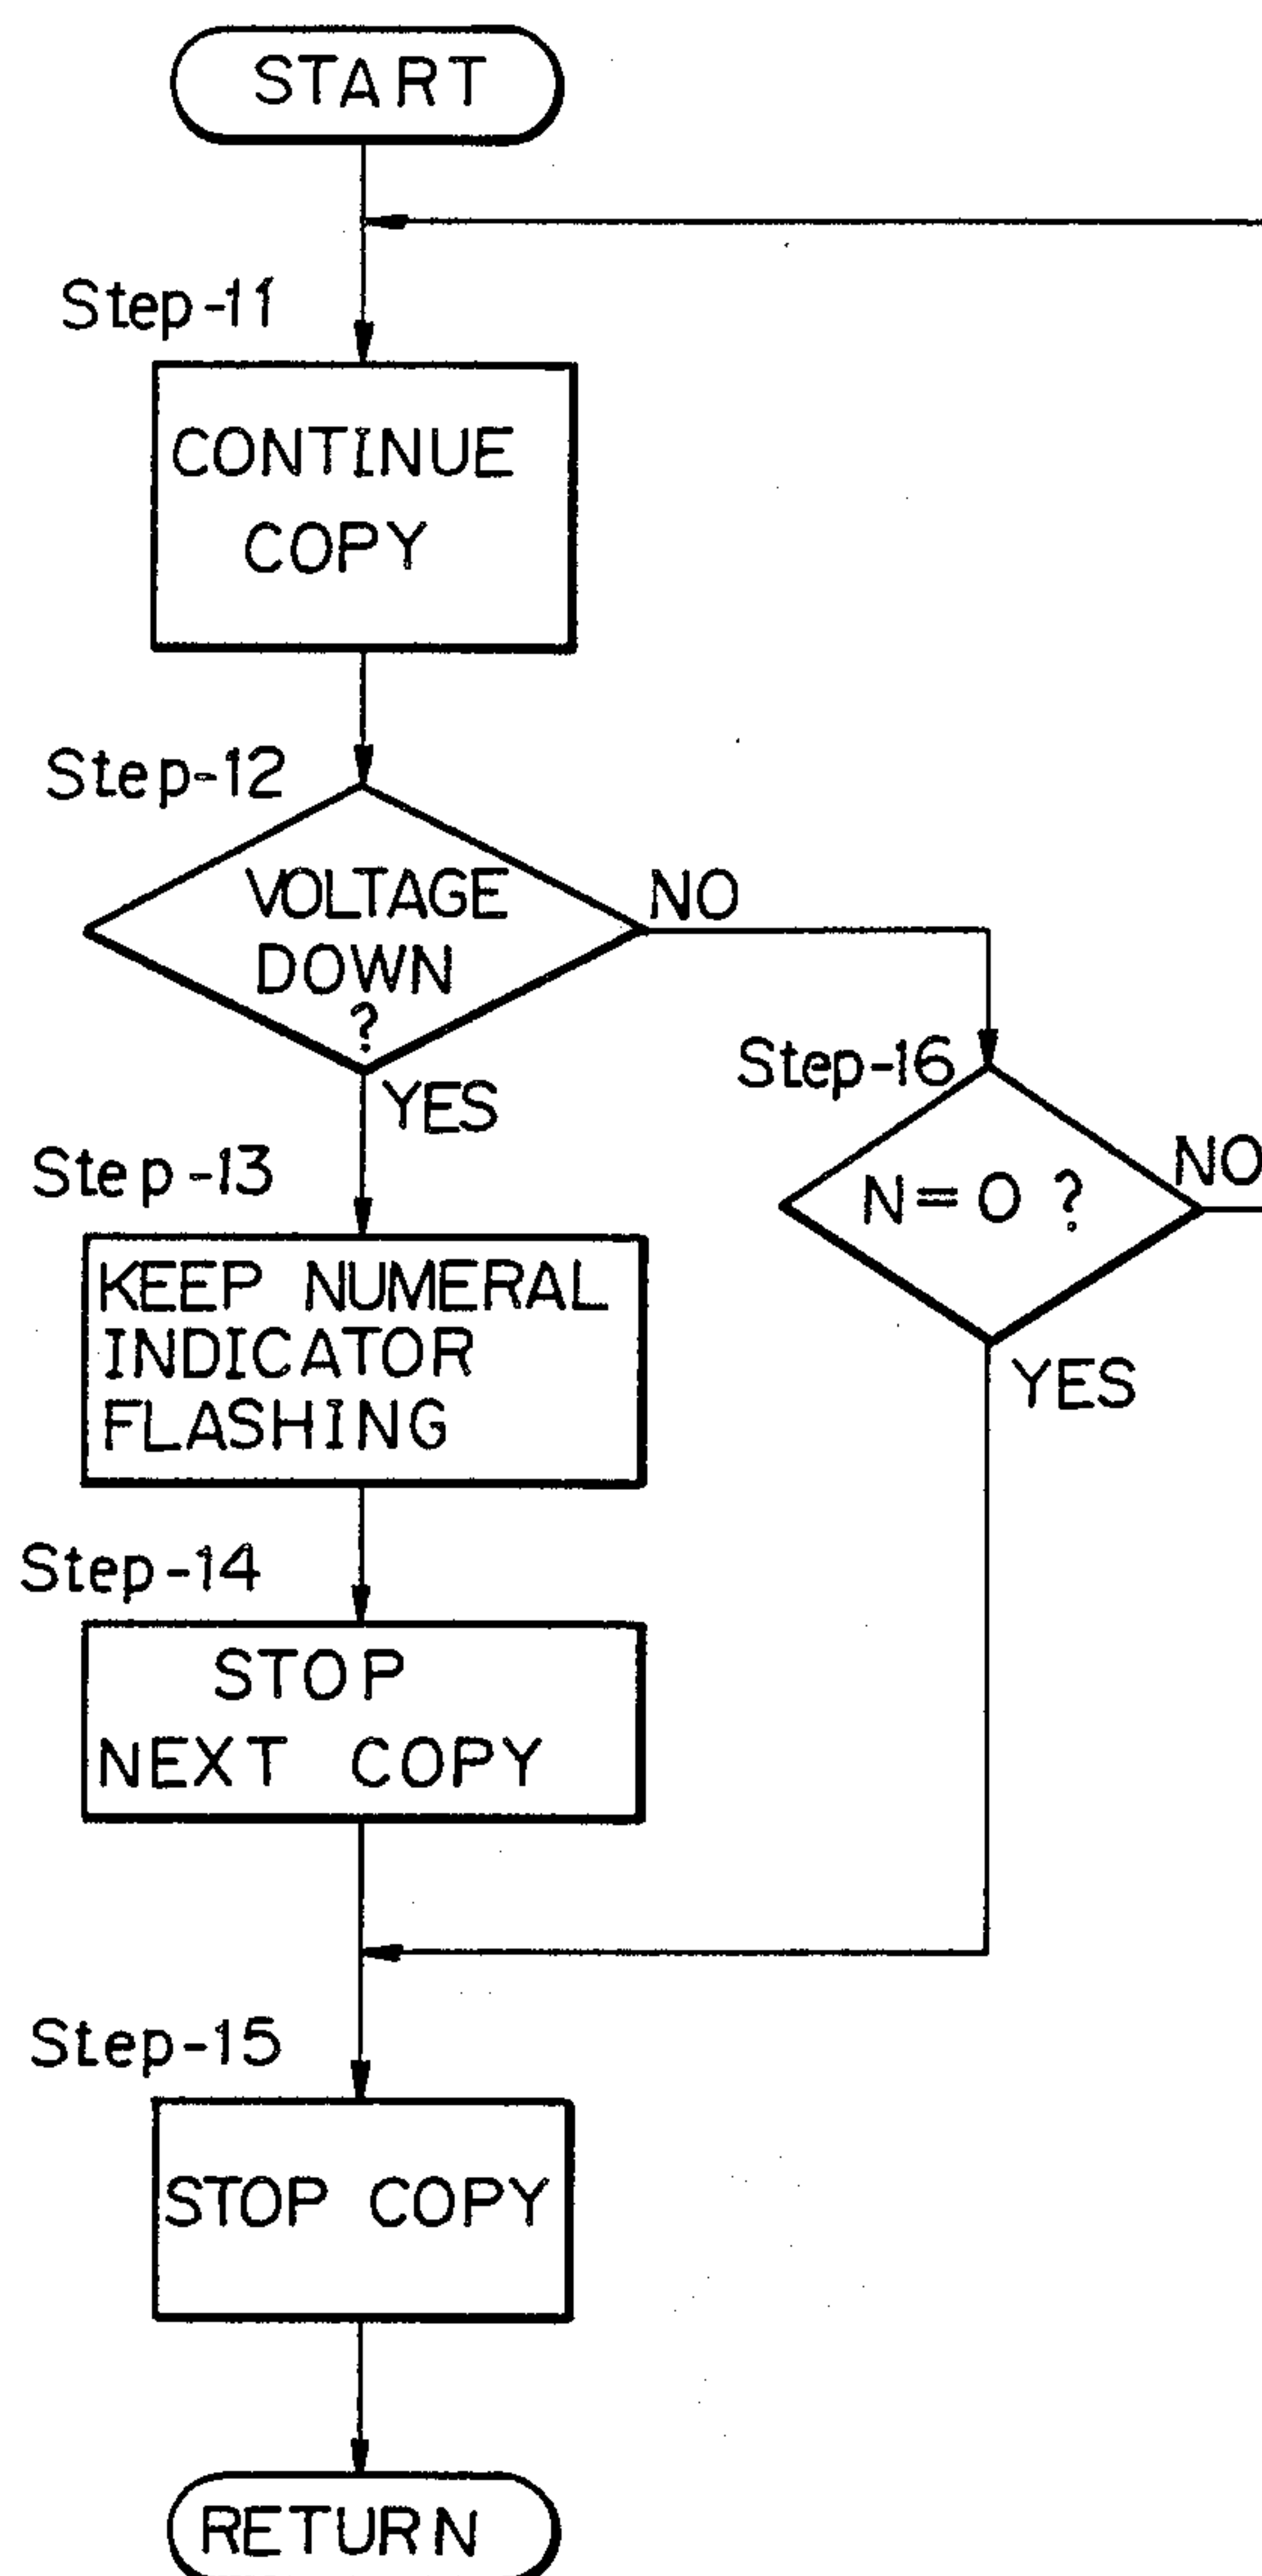 START
Step-11
CONTINUE
COPY
Step-12
VOLTAGE
DOWN
?
NO
YES
Step-16
N=0 ?
NO
YES
Step-13
KEEP NUMERAL
INDICATOR
FLASHING
Step-14
STOP
NEXT COPY
Step-15
STOP COPY
RETURN